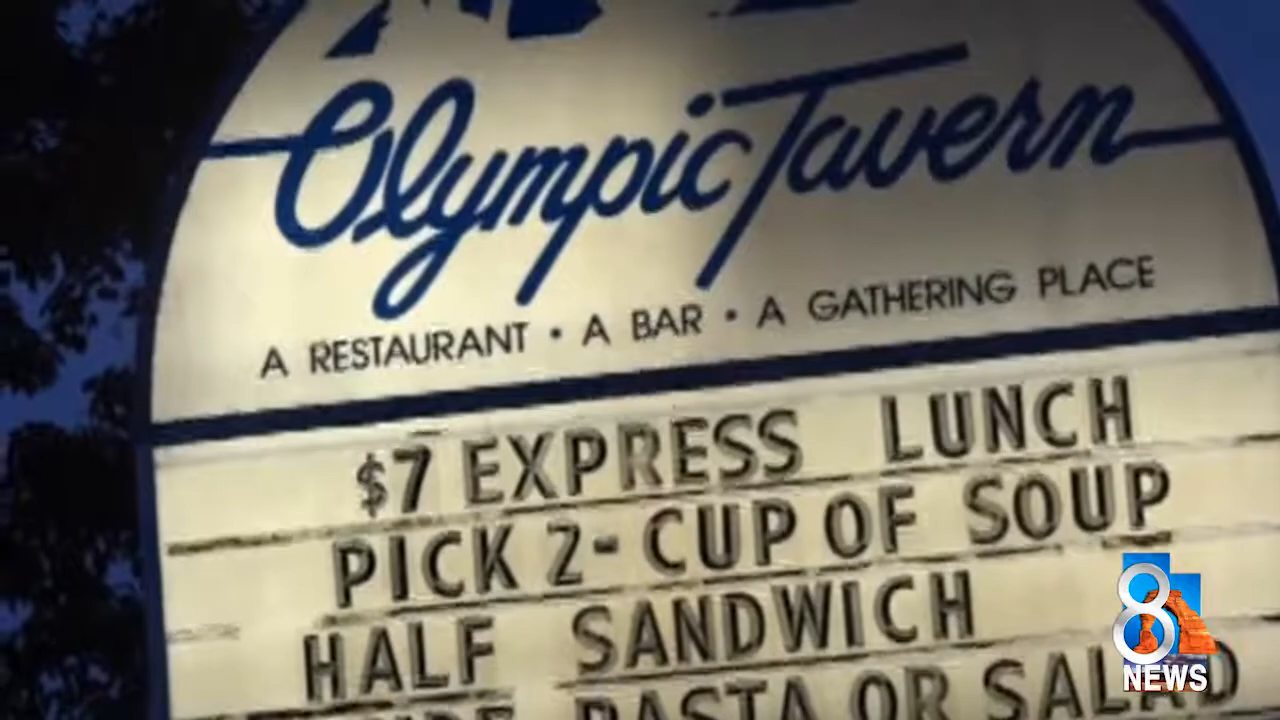 Olympic Tavern
A RESTAURANT • A BAR • A GATHERING PLACE
$7 EXPRESS LUNCH
PICK 2-CUP OF SOUP
HALF SANDWICH
PASTA OR SALAD
8
NEWS